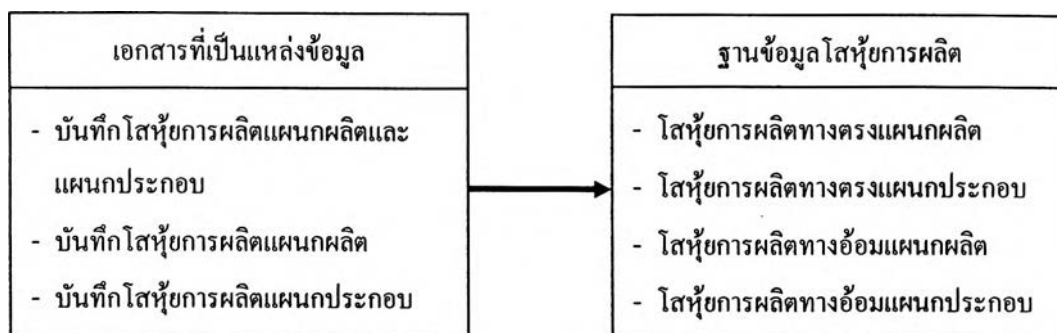 เอกสารที่เป็นแหล่งข้อมูล
- บันทึกโสหุ้ยการผลิตแผนกผลิตและ
แผนกประกอบ
- บันทึกโสหุ้ยการผลิตแผนกผลิต
- บันทึกโสหุ้ยการผลิตแผนกประกอบ
ฐานข้อมูลโสหุ้ยการผลิต
- โสหุ้ยการผลิตทางตรงแผนกผลิต
- โสหุ้ยการผลิตทางตรงแผนกประกอบ
- โสหุ้ยการผลิตทางอ้อมแผนกผลิต
- โสหุ้ยการผลิตทางอ้อมแผนกประกอบ